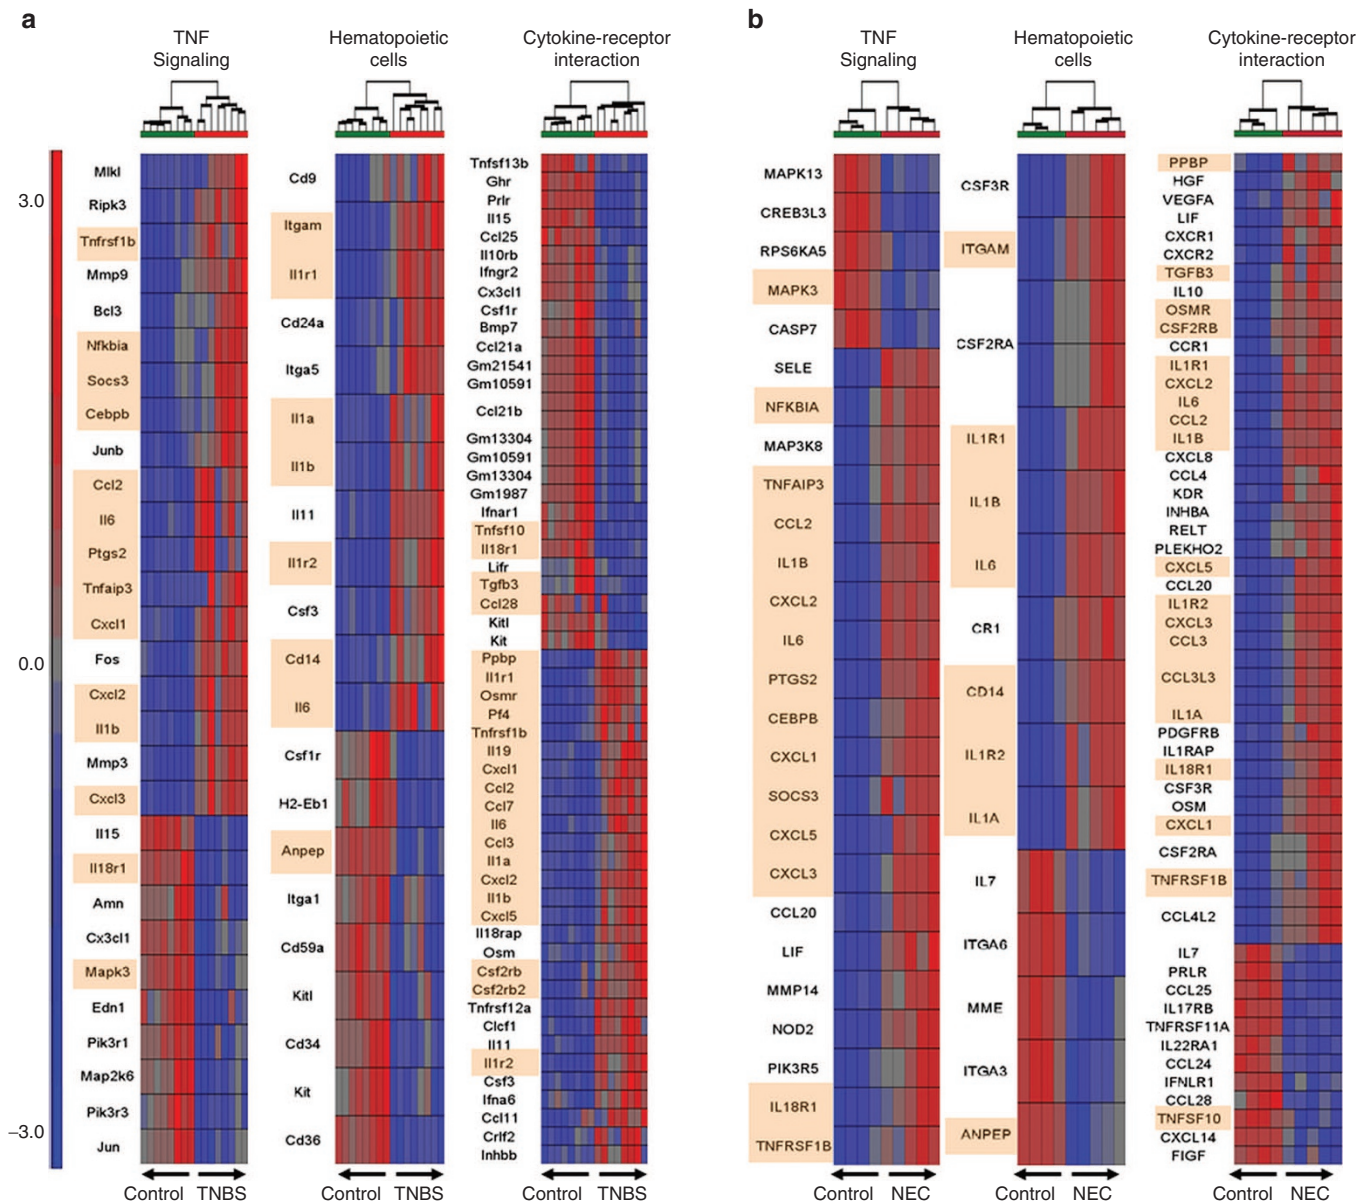 a
TNF
Signaling
Hematopoietic
cells
Cytokine-receptor
interaction
3.0
0.0
–3.0
Mlkl
Ripk3
Tnfrsf1b
Mmp9
Bcl3
Nfkbia
Socs3
Cebpb
Junb
Ccl2
Il6
Ptgs2
Tnfaip3
Cxcl1
Fos
Cxcl2
Il1b
Mmp3
Cxcl3
Il15
Il18r1
Amn
Cx3cl1
Mapk3
Edn1
Pik3r1
Map2k6
Pik3r3
Jun
Control TNBS
Cd9
Itgam
Il1r1
Cd24a
Itga5
Il1a
Il1b
Il11
Il1r2
Csf3
Cd14
Il6
Csf1r
H2-Eb1
Anpep
Itga1
Cd59a
Kitl
Cd34
Kit
Cd36
Control TNBS
Tnfsf13b
Ghr
Prlr
Il15
Ccl25
Il10rb
Ifngr2
Cx3cl1
Csf1r
Bmp7
Ccl21a
Gm21541
Gm10591
Ccl21b
Gm13304
Gm10591
Gm13304
Gm1987
Ifnar1
Tnfsf10
Il18r1
Lifr
Tgfb3
Ccl28
Kitl
Kit
Ppbp
Il1r1
Osmr
Pf4
Tnfrsf1b
Il19
Cxcl1
Ccl2
Ccl7
Il6
Ccl3
Il1a
Cxcl2
Il1b
Cxcl5
Il18rap
Osm
Csf2rb
Csf2rb2
Tnfrsf12a
Clcf1
Il11
Il1r2
Csf3
Ifna6
Ccl11
Crlf2
Inhbb
Control TNBS
b
TNF
Signaling
Hematopoietic
cells
Cytokine-receptor
interaction
MAPK13
CREB3L3
RPS6KA5
MAPK3
CASP7
SELE
NFKBIA
MAP3K8
TNFAIP3
CCL2
IL1B
CXCL2
IL6
PTGS2
CEBPB
CXCL1
SOCS3
CXCL5
CXCL3
CCL20
LIF
MMP14
NOD2
PIK3R5
IL18R1
TNFRSF1B
Control NEC
CSF3R
ITGAM
CSF2RA
IL1R1
IL1B
IL6
CR1
CD14
IL1R2
IL1A
IL7
ITGA6
MME
ITGA3
ANPEP
Control NEC
PPBP
HGF
VEGFA
LIF
CXCR1
CXCR2
TGFB3
IL10
OSMR
CSF2RB
CCR1
IL1R1
CXCL2
IL6
CCL2
IL1B
CXCL8
CCL4
KDR
INHBA
RELT
PLEKHO2
CXCL5
CCL20
IL1R2
CXCL3
CCL3
CCL3L3
IL1A
PDGFRB
IL1RAP
IL18R1
CSF3R
OSM
CXCL1
CSF2RA
TNFRSF1B
CCL4L2
IL7
PRLR
CCL25
IL17RB
TNFRSF11A
IL22RA1
CCL24
IFNLR1
CCL28
TNFSF10
CXCL14
FIGF
Control NEC